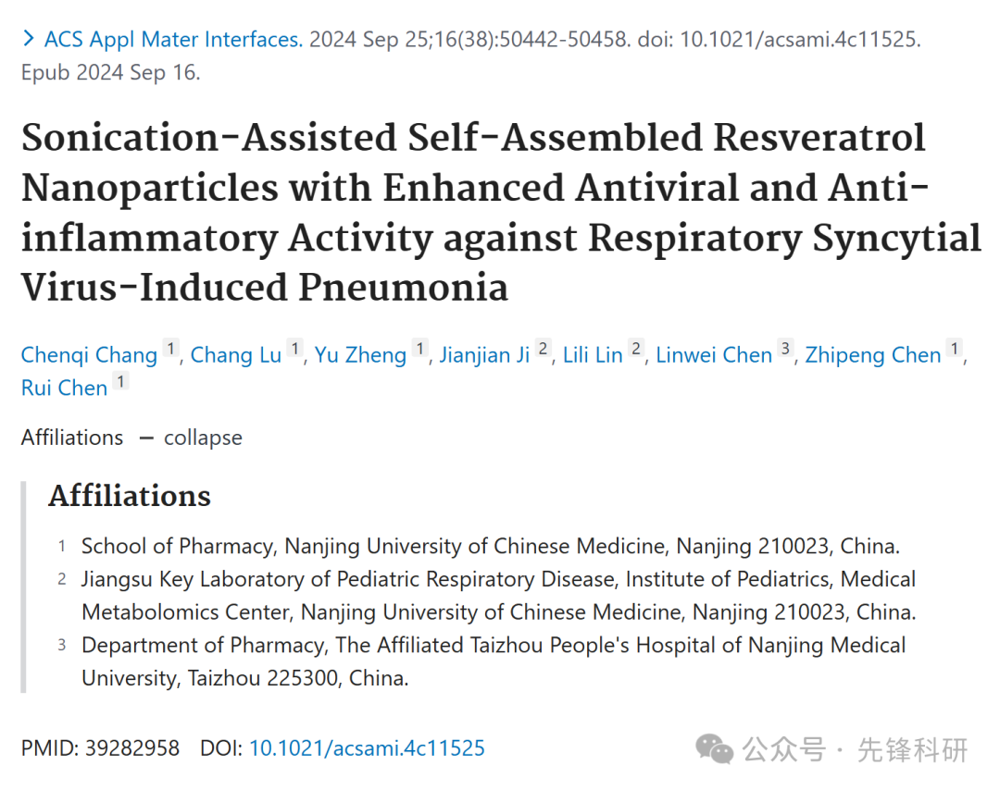 > ACS Appl Mater Interfaces. 2024 Sep 25;16(38):50442-50458. doi: 10.1021/acsami.4c11525.
Epub 2024 Sep 16.
Sonication-Assisted Self-Assembled Resveratrol
Nanoparticles with Enhanced Antiviral and Anti-
inflammatory Activity against Respiratory Syncytial
Virus-Induced Pneumonia
Chenqi Chang 1, Chang Lu 1, Yu Zheng 1, Jianjian Ji 2, Lili Lin 2, Linwei Chen 3, Zhipeng Chen 1,
Rui Chen 1
Affiliations — collapse
Affiliations
1 School of Pharmacy, Nanjing University of Chinese Medicine, Nanjing 210023, China.
2 Jiangsu Key Laboratory of Pediatric Respiratory Disease, Institute of Pediatrics, Medical
Metabolomics Center, Nanjing University of Chinese Medicine, Nanjing 210023, China.
3 Department of Pharmacy, The Affiliated Taizhou People's Hospital of Nanjing Medical
University, Taizhou 225300, China.
PMID: 39282958 DOI: 10.1021/acsami.4c11525
公众号 · 先锋科研